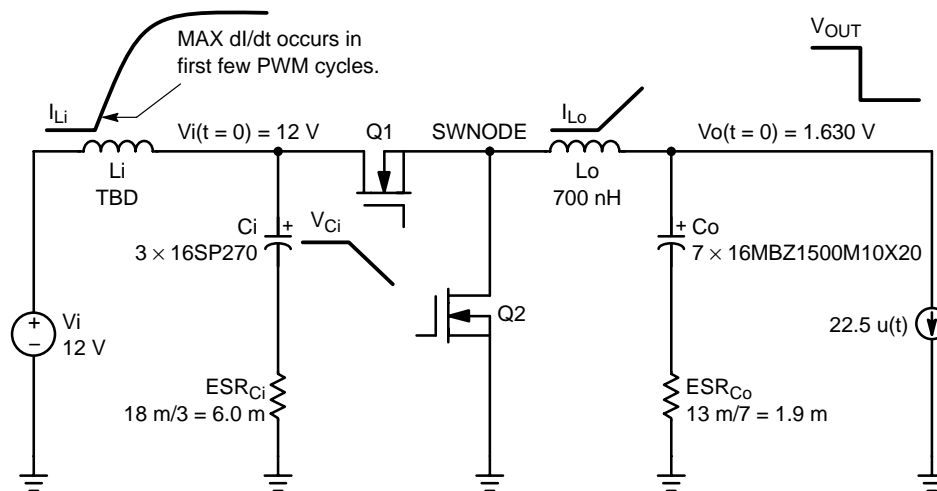 MAX dI/dt occurs in
first few PWM cycles.
VOUT
ILi
Vi(t = 0) = 12 V
Q1
SWNODE
ILo
Vo(t = 0) = 1.630 V
Li
TBD
Lo
700 nH
Ci
+
3 × 16SP270
VCi
+
Co
7 × 16MBZ1500M10X20
Q2
+
−
Vi
12 V
22.5 u(t)
ESRCi
18 m/3 = 6.0 m
ESRCo
13 m/7 = 1.9 m